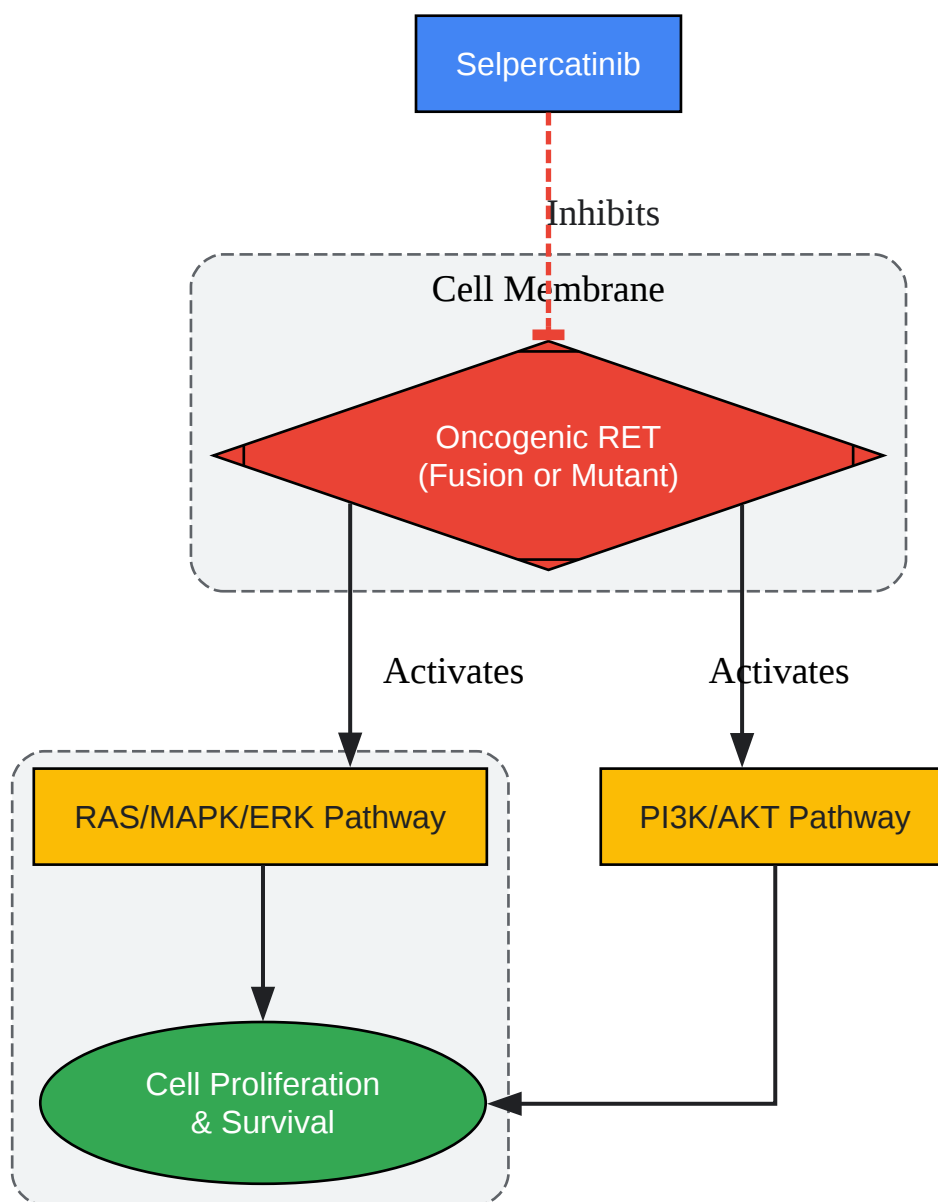 Selpercatinib
Inhibits
Cell Membrane
Oncogenic RET
(Fusion or Mutant)
Activates
Activates
RAS/MAPK/ERK Pathway
PI3K/AKT Pathway
Cell Proliferation
& Survival